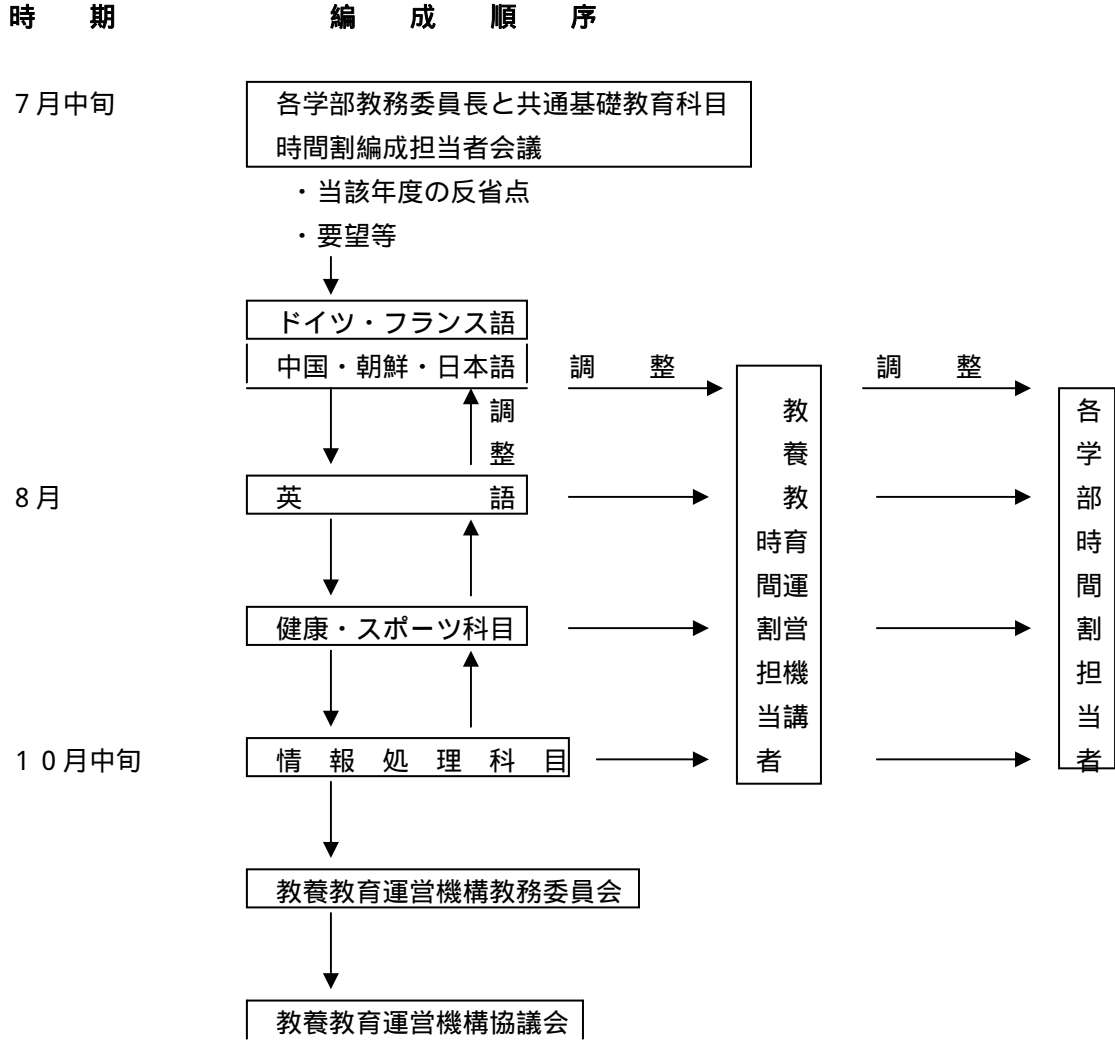 時　期　編　成　順　序
7月中旬　各学部教務委員長と共通基礎教育科目
時間割編成担当者会議
・当該年度の反省点
・要望等
ドイツ・フランス語
中国・朝鮮・日本語　調　整　調　整
調
整
8月　英　語
健康・スポーツ科目
10月中旬　情　報　処　理　科　目
教
養
教
時育
間運
割営
担機
当講
者
各
学
部
時
間
割
担
当
者
教養教育運営機構教務委員会
教養教育運営機構協議会